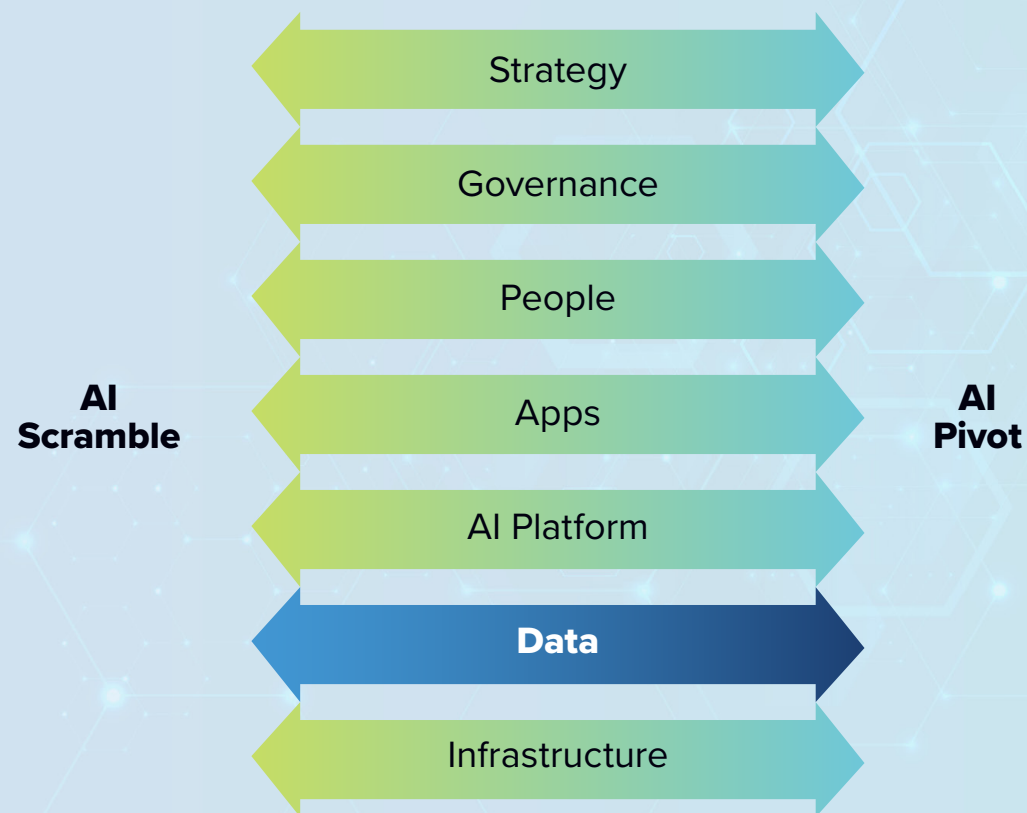 Strategy
Governance
People
AI
Scramble
Apps
AI
Pivot
AI Platform
Data
Infrastructure